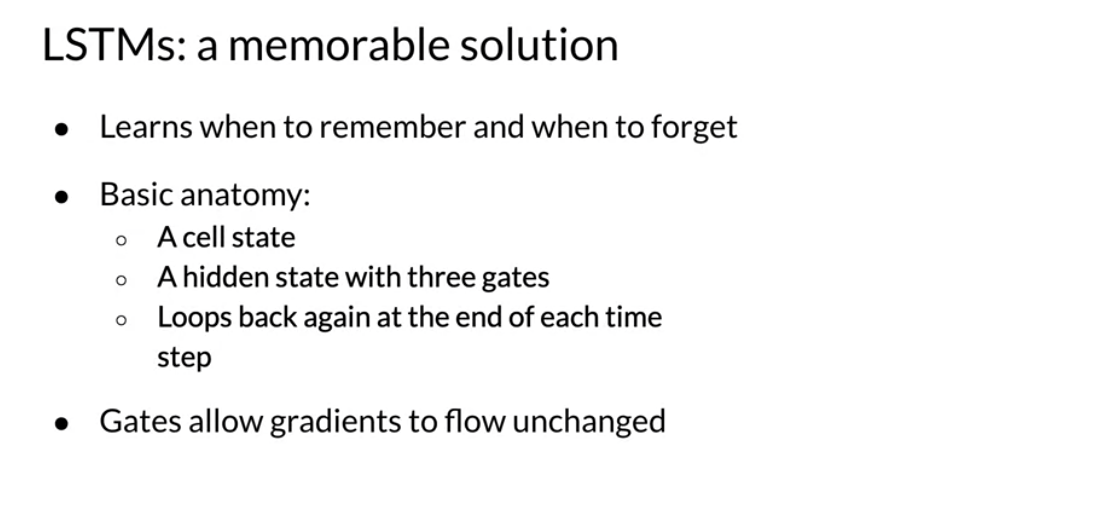 LSTMs: a memorable solution
● Learns when to remember and when to forget
● Basic anatomy:
○ A cell state
○ A hidden state with three gates
○ Loops back again at the end of each time
step
● Gates allow gradients to flow unchanged